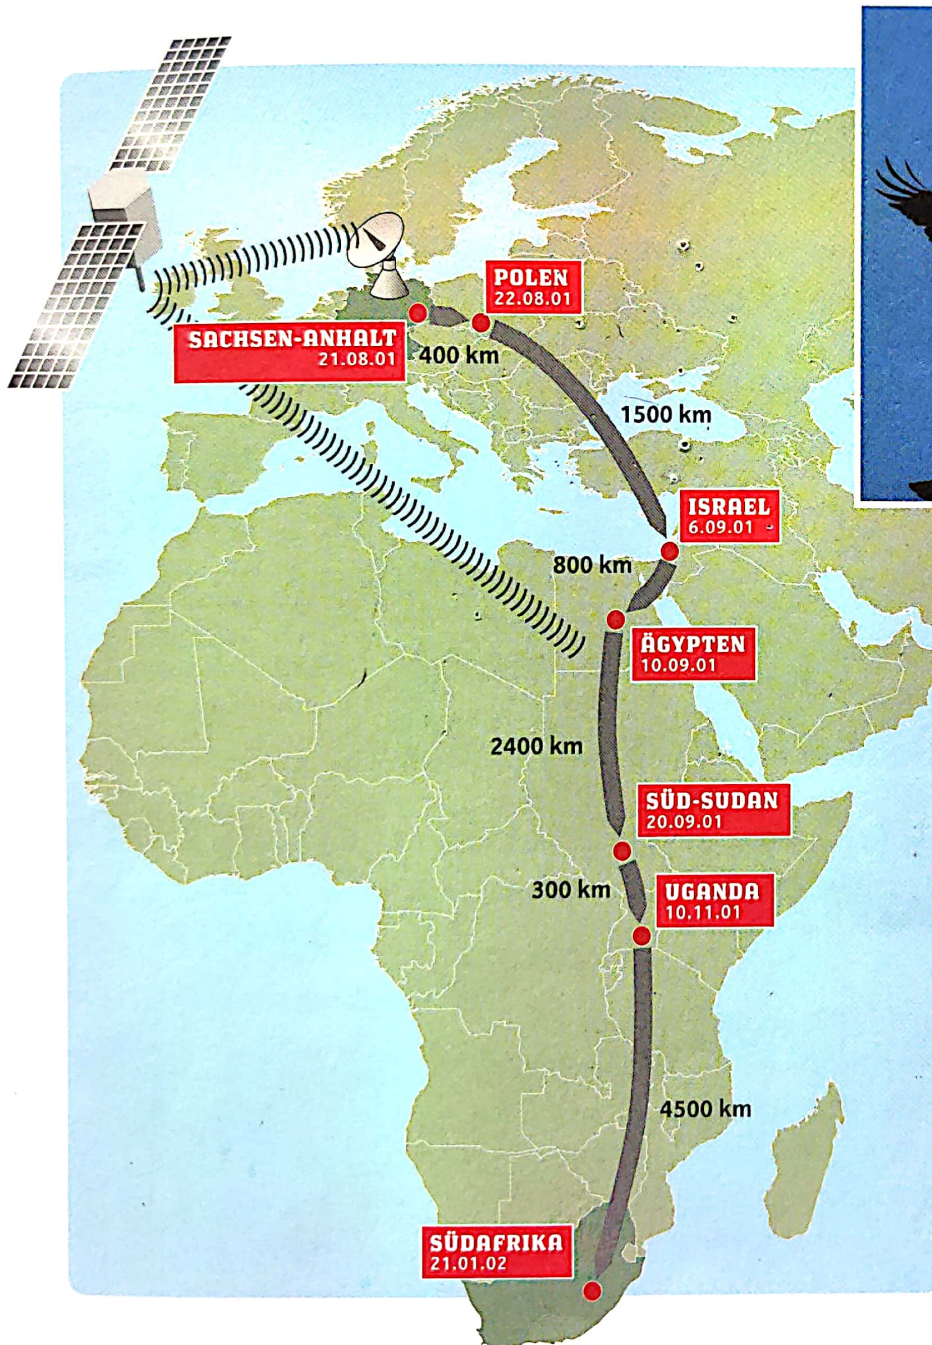 POLEN
22.08.01
SACHSEN-ANHALT
21.08.01
400 km
1500 km
ISRAEL
6.09.01
800 km
ÄGYPTEN
10.09.01
2400 km
SÜD-SUDAN
20.09.01
300 km
UGANDA
10.11.01
4500 km
SÜDAFRIKA
21.01.02